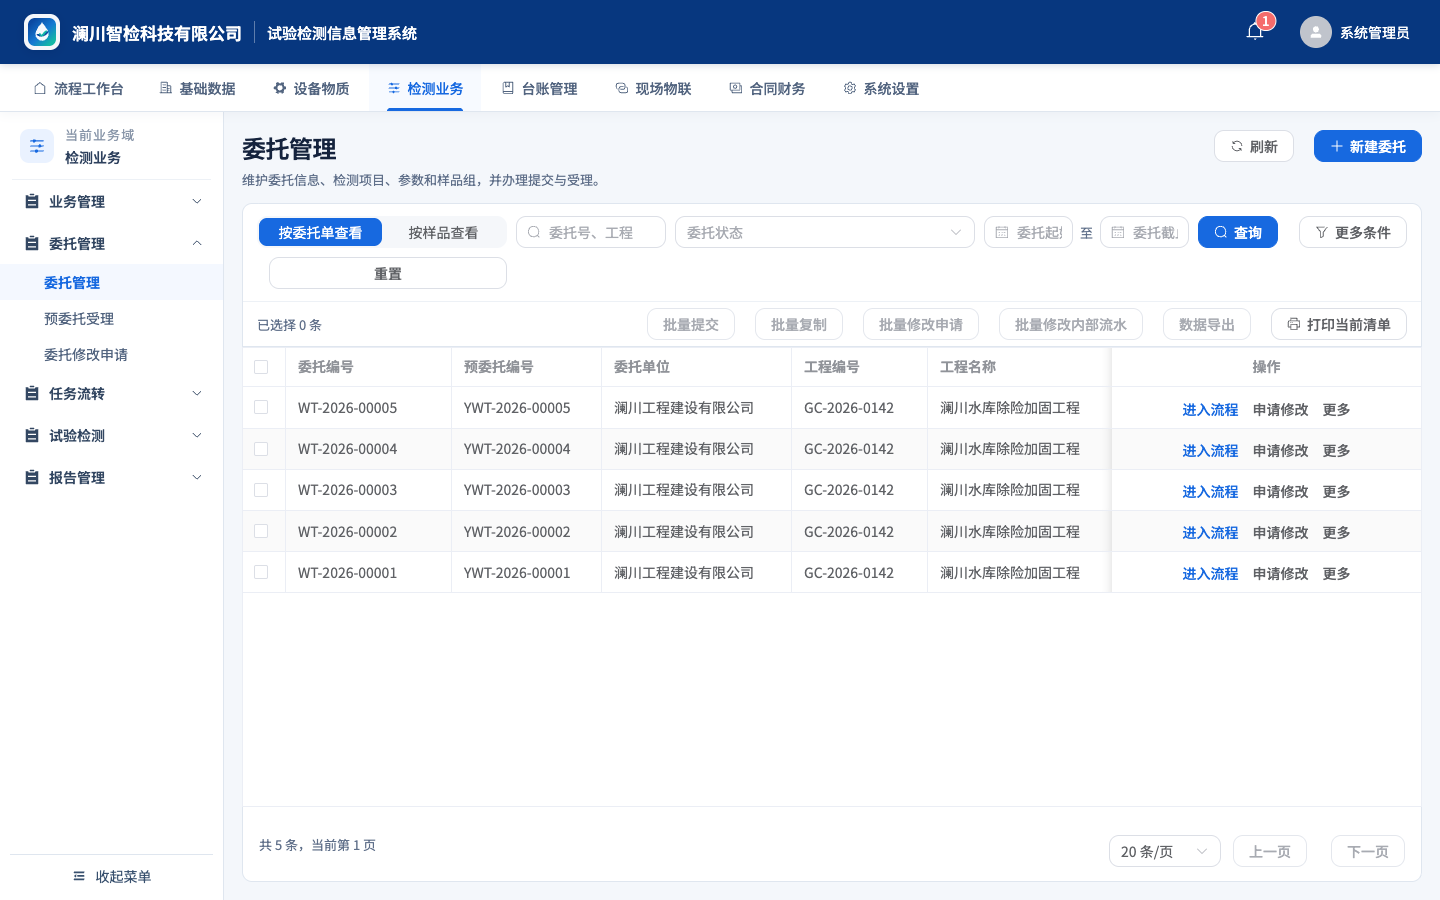 澜川智检科技有限公司 试验检测信息管理系统 1 系统管理员
流程工作台 基础数据 设备物质 检测业务 台账管理 现场物联 合同财务 系统设置
当前业务域
检测业务
业务管理
委托管理
委托管理
预委托受理
委托修改申请
任务流转
试验检测
报告管理
收起菜单
委托管理
维护委托信息、检测项目、参数和样品组，并办理提交与受理。
刷新 新建委托
按委托单查看 按样品查看 委托号、工程 委托状态 委托起 至 委托截 查询 更多条件
重置
已选择 0 条 批量提交 批量复制 批量修改申请 批量修改内部流水 数据导出 打印当前清单
委托编号 预委托编号 委托单位 工程编号 工程名称 操作
WT-2026-00005 YWT-2026-00005 澜川工程建设有限公司 GC-2026-0142 澜川水库除险加固工程 进入流程 申请修改 更多
WT-2026-00004 YWT-2026-00004 澜川工程建设有限公司 GC-2026-0142 澜川水库除险加固工程 进入流程 申请修改 更多
WT-2026-00003 YWT-2026-00003 澜川工程建设有限公司 GC-2026-0142 澜川水库除险加固工程 进入流程 申请修改 更多
WT-2026-00002 YWT-2026-00002 澜川工程建设有限公司 GC-2026-0142 澜川水库除险加固工程 进入流程 申请修改 更多
WT-2026-00001 YWT-2026-00001 澜川工程建设有限公司 GC-2026-0142 澜川水库除险加固工程 进入流程 申请修改 更多
共 5 条，当前第 1 页 20 条/页 上一页 下一页